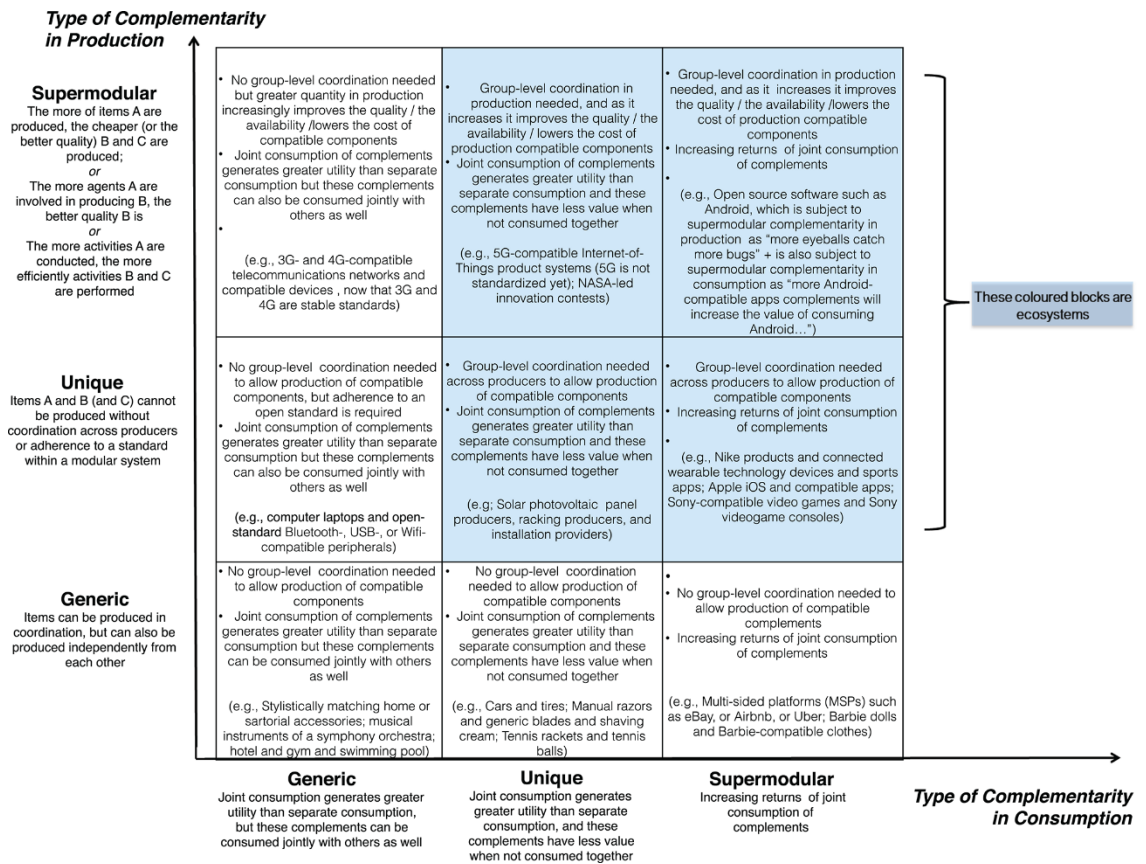 Type of Complementarity
in Production
Supermodular
The more of items A are
produced, the cheaper (or the
better quality) B and C are
produced;
or
The more agents A are
involved in producing B, the
better quality B is
or
The more activities A are
conducted, the more
efficiently activities B and C
are performed
• No group-level coordination needed
but greater quantity in production
increasingly improves the quality / the
availability /lowers the cost of
compatible components
• Joint consumption of complements
generates greater utility than separate
consumption but these complements
can also be consumed jointly with
others as well
•
(e.g., 3G- and 4G-compatible
telecommunications networks and
compatible devices , now that 3G and
4G are stable standards)
• Group-level coordination in
production needed, and as it
increases it improves the
quality / the
availability / lowers the cost of
production compatible
components
• Joint consumption of complements
generates greater utility than
separate consumption and these
complements have less value when
not consumed together
(e.g., 5G-compatible Internet-of-
Things product systems (5G is not
standardized yet); NASA-led
innovation contests)
• Group-level coordination in production
needed, and as it  increases it improves
the quality / the availability /lowers the
cost of production compatible
components
• Increasing returns  of joint consumption
of complements
•
(e.g., Open source software such as
Android, which is subject to
supermodular complementarity in
production  as “more eyeballs catch
more bugs” + is also subject to
supermodular complementarity in
consumption as “more Android-
compatible apps complements will
increase the value of consuming
Android…”)
These coloured blocks are
ecosystems
Unique
Items A and B (and C) cannot
be produced without
coordination across producers
or adherence to a standard
within a modular system
• No group-level  coordination needed
to allow production of compatible
components, but adherence to an
open standard is required
• Joint consumption of complements
generates greater utility than separate
consumption but these complements
can also be consumed jointly with
others as well
(e.g., computer laptops and open-
standard Bluetooth-, USB-, or Wifi-
compatible peripherals)
• Group-level coordination needed
across producers to allow production
of compatible components
• Joint consumption of complements
generates greater utility than
separate consumption and these
complements have less value when
not consumed together
(e.g; Solar photovoltaic  panel
producers, racking producers, and
installation providers)
• Group-level coordination needed
across producers to allow production of
compatible components
• Increasing returns  of joint consumption
of complements
•
(e.g., Nike products and connected
wearable technology devices and sports
apps; Apple iOS and compatible apps;
Sony-compatible video games and Sony
videogame consoles)
Generic
Items can be produced in
coordination, but can also be
produced independently from
each other
• No group-level coordination needed
to allow production of compatible
components
• Joint consumption of complements
generates greater utility than separate
consumption but these complements
can be consumed jointly with others
as well
(e.g., Stylistically matching home or
sartorial accessories; musical
instruments of a symphony orchestra;
hotel and gym and swimming pool)
• No group-level  coordination
needed to allow production of
compatible components
• Joint consumption of complements
generates greater utility than
separate consumption and these
complements have less value when
not consumed together
(e.g., Cars and tires; Manual razors
and generic blades and shaving
cream; Tennis rackets and tennis
balls)
•
• No group-level coordination needed to
allow production of compatible
complements
• Increasing returns  of joint consumption
of complements
(e.g., Multi-sided platforms (MSPs) such
as eBay, or Airbnb, or Uber; Barbie dolls
and Barbie-compatible clothes)
Generic
Joint consumption generates greater
utility than separate consumption,
but these complements can be
consumed jointly with others as well
Unique
Joint consumption generates
greater utility than separate
consumption, and these
complements have less value
when not consumed together
Supermodular
Increasing returns  of joint
consumption of
complements
Type of Complementarity
in Consumption